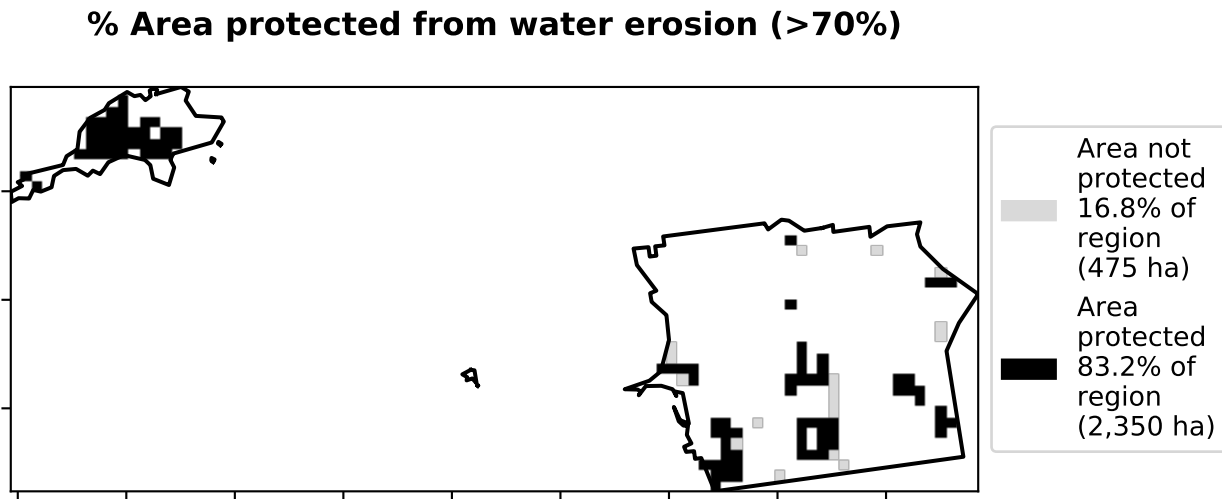 % Area protected from water erosion (>70%)
Area not
protected
16.8% of
region
(475 ha)
Area
protected
83.2% of
region
(2,350 ha)